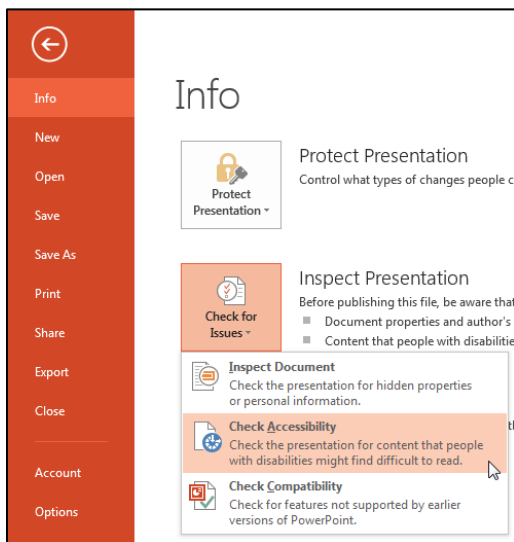 Info
New
Open
Save
Save As
Print
Share
Export
Close
Account
Options
Info
Protect
Presentation
Protect Presentation
Control what types of changes people c
Check for
Issues
Inspect Presentation
Before publishing this file, be aware that
Document properties and author's
Content that people with disabilitie
Inspect Document
Check the presentation for hidden properties
or personal information.
Check Accessibility
Check the presentation for content that people
with disabilities might find difficult to read.
Check Compatibility
Check for features not supported by earlier
versions of PowerPoint.